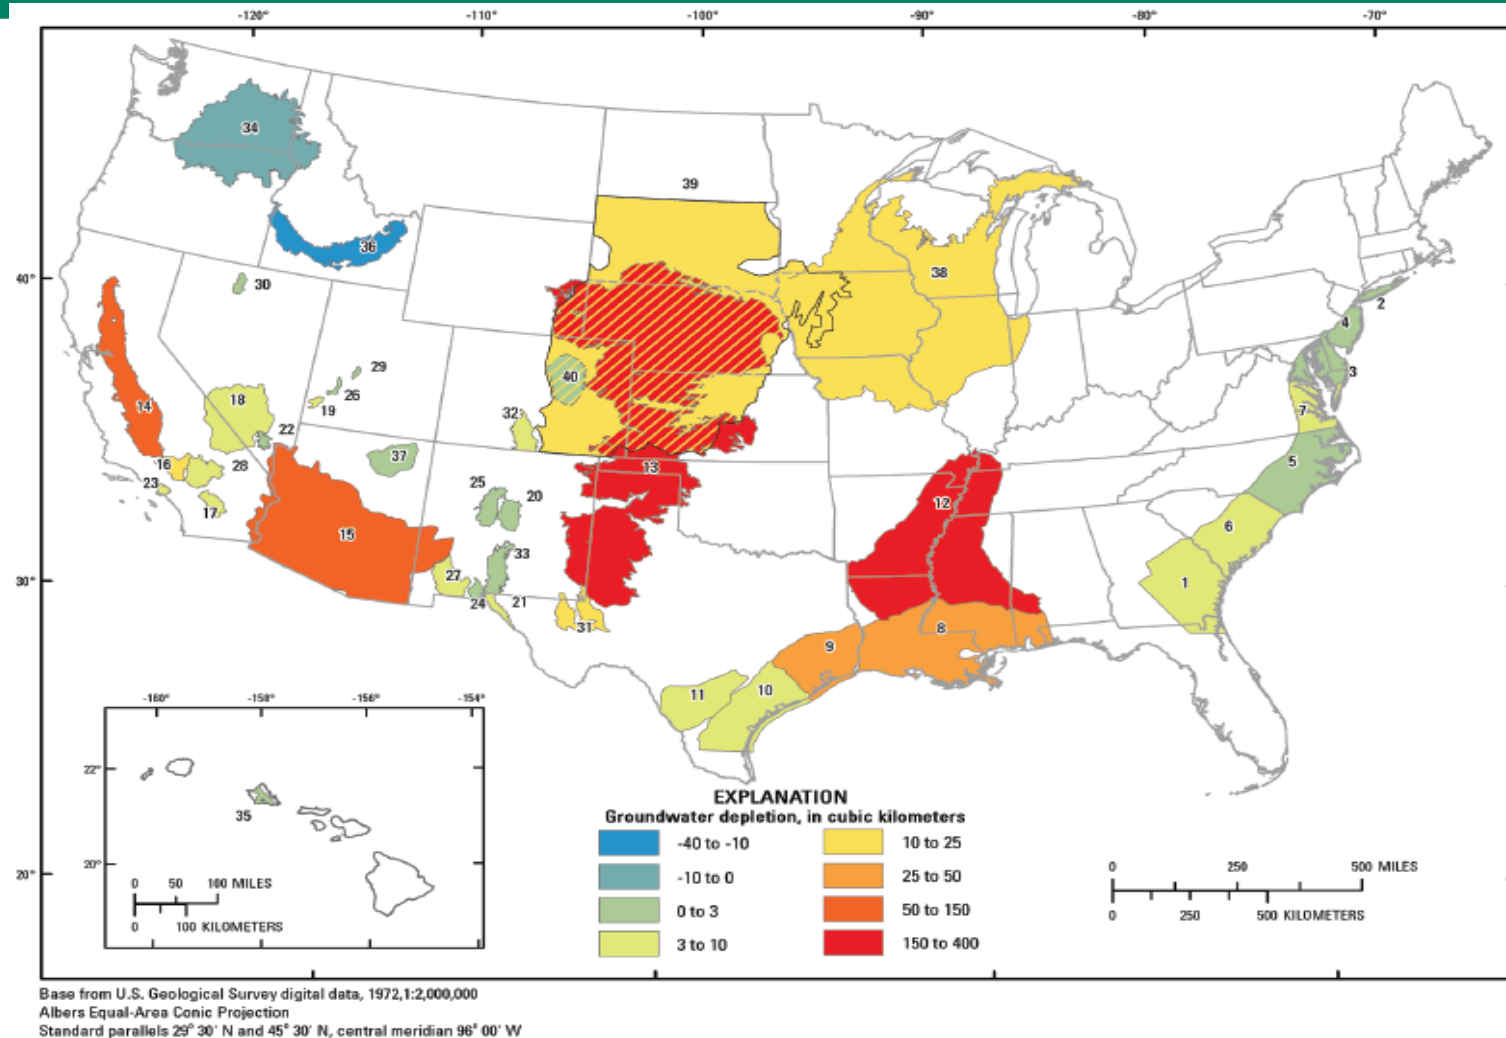 -120° -110° -100° -90° -80° -70°
34
39
36
40°
30
38
2
4
29
3
26
14
18
19
40
32
7
22
37
16
28
13
5
23
25
20
12
17
6
15
33
27
1
30°
24
21
31
8
9
11
10
-160° -158° -156° -154°
22°
35
20°
0 50 100 MILES
0 100 KILOMETERS
EXPLANATION
Groundwater depletion, in cubic kilometers
-40 to -10
10 to 25
-10 to 0
25 to 50
0 to 3
50 to 150
3 to 10
150 to 400
20°
0 250 500 MILES
0 250 500 KILOMETERS
Base from U.S. Geological Survey digital data, 1972,1:2,000,000
Albers Equal-Area Conic Projection
Standard parallels 29° 30' N and 45° 30' N, central meridian 96° 00' W